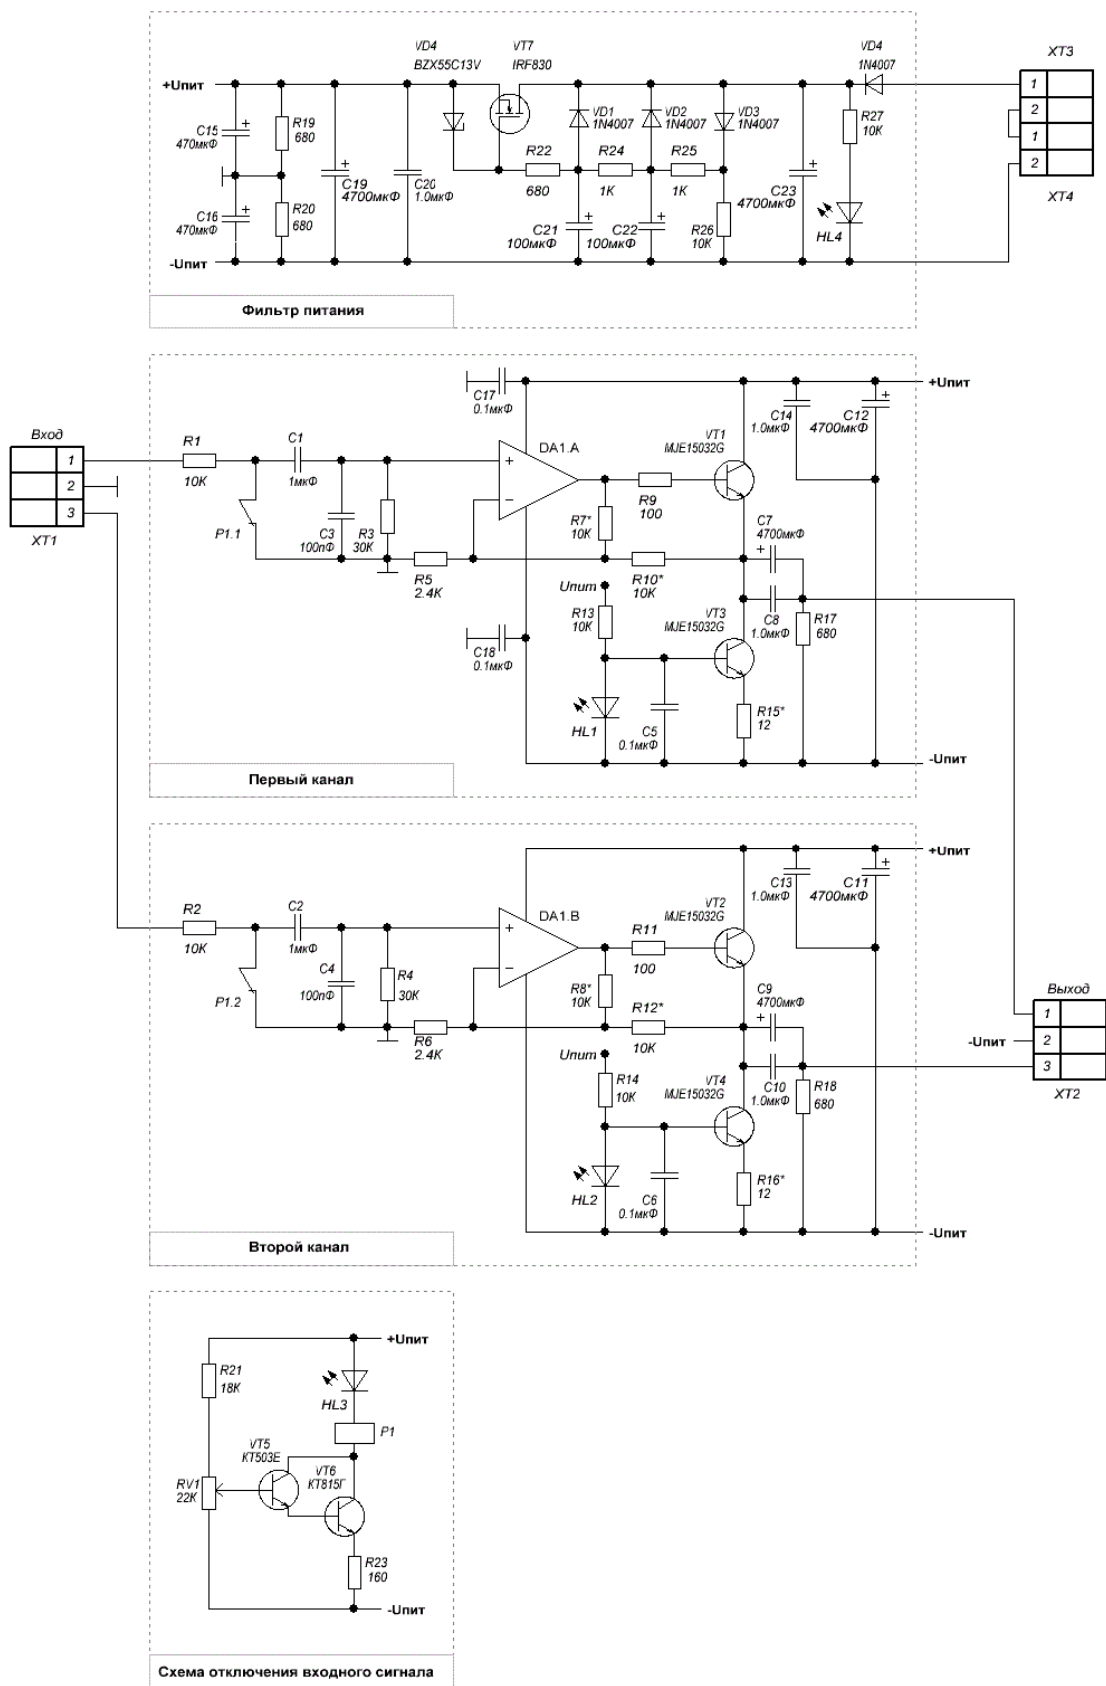 VD4
BZX55C13V
VT7
IRF830
VD4
1N4007
XT3
+Uпит
1
2
1
2
XT4
C15
470мкФ
R19
680
C16
470мкФ
R20
680
C19
4700мкФ
C20
1.0мкФ
VD1
1N4007
VD2
1N4007
VD3
1N4007
R27
10K
R22
680
R24
1K
R25
1K
C23
4700мкФ
C21
100мкФ
C22
100мкФ
R26
10K
HL4
-Uпит
Фильтр питания
C17
0.1мкФ
+Uпит
C14
1.0мкФ
C12
4700мкФ
Вход
1
2
3
XT1
R1
10K
C1
1мкФ
DA1.A
+
−
VT1
MJE15032G
R9
100
P1.1
C3
100пФ
R3
30K
R7*
10K
C7
4700мкФ
R5
2.4K
R10*
10K
Uпит
R13
10K
VT3
MJE15032G
C8
1.0мкФ
R17
680
C18
0.1мкФ
HL1
C5
0.1мкФ
R15*
12
-Uпит
Первый канал
+Uпит
C13
1.0мкФ
C11
4700мкФ
R2
10K
C2
1мкФ
DA1.B
+
−
VT2
MJE15032G
R11
100
P1.2
C4
100пФ
R4
30K
R8*
10K
C9
4700мкФ
R6
2.4K
R12*
10K
Uпит
R14
10K
VT4
MJE15032G
C10
1.0мкФ
R18
680
Выход
1
-Uпит
2
3
XT2
HL2
C6
0.1мкФ
R16*
12
-Uпит
Второй канал
+Uпит
R21
18K
HL3
P1
VT5
КТ503Е
VT6
КТ815Г
RV1
22K
R23
160
-Uпит
Схема отключения входного сигнала